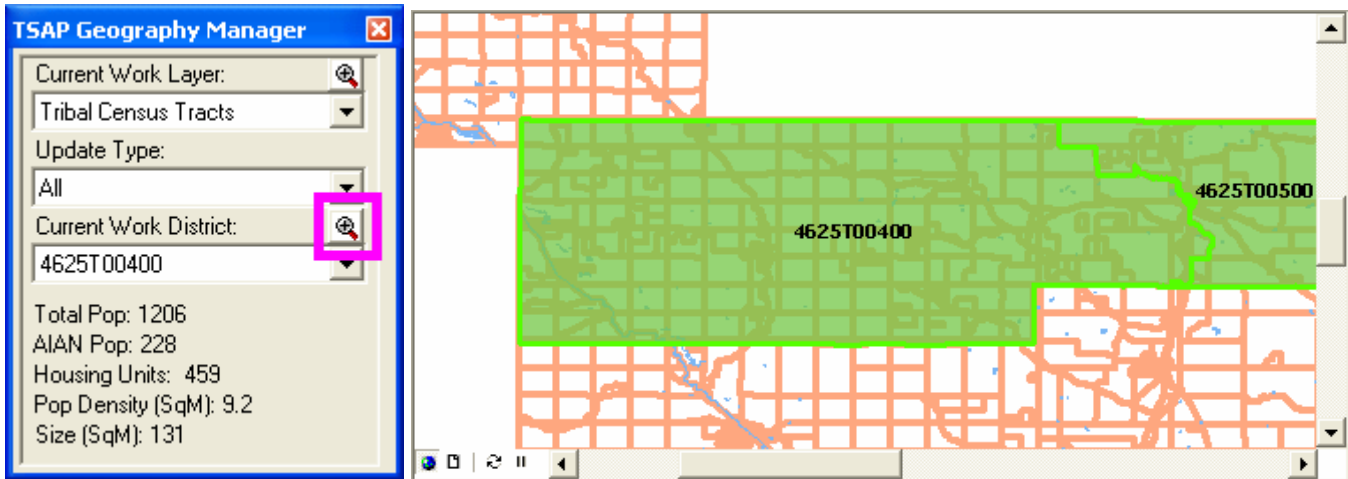 TSAP Geography Manager
Current Work Layer:
Tribal Census Tracts
Update Type:
All
Current Work District:
4625T00400
Total Pop: 1206
AIAN Pop: 228
Housing Units: 459
Pop Density (SqM): 9.2
Size (SqM): 131
4625T00500
4625T00400